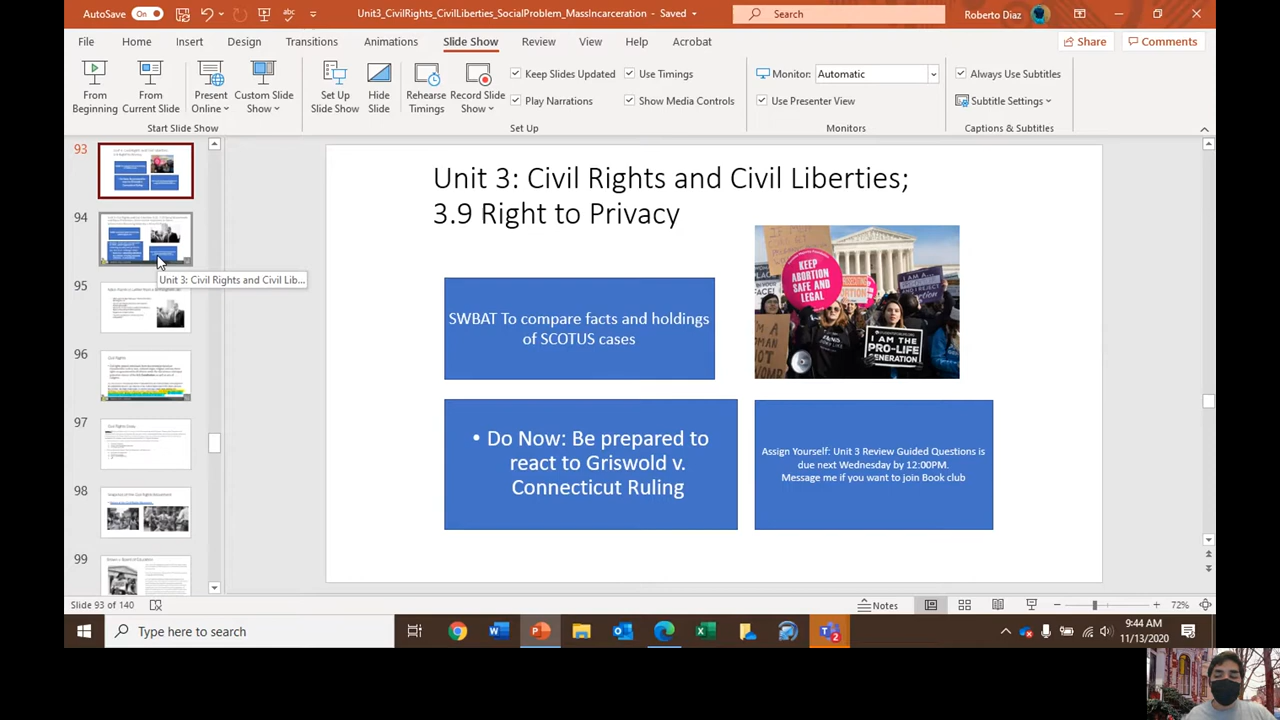 AutoSave On
Unit3_CivilRights_CivilLiberties_SocialProblem_MassIncarceration - Saved
Search
Roberto Diaz
File Home Insert Design Transitions Animations Slide Show Review View Help Acrobat
Share Comments
From Beginning
From Current Slide
Present Online
Custom Slide Show
Start Slide Show
Set Up Slide Show
Hide Slide
Rehearse Timings
Record Slide Show
Keep Slides Updated
Play Narrations
Use Timings
Show Media Controls
Set Up
Monitor: Automatic
Use Presenter View
Monitors
Always Use Subtitles
Subtitle Settings
Captions & Subtitles
93
94
Unit 3: Civil Rights and Civil Lib...
95
96
Civil Rights
97
Civil Rights Essay
98
99
Unit 3: Civil Rights and Civil Liberties;
3.9 Right to Privacy
SWBAT To compare facts and holdings
of SCOTUS cases
KEEP
ABORTION
SAFE AND
LEGAL
I AM THE
PRO-LIFE
GENERATION
• Do Now: Be prepared to
react to Griswold v.
Connecticut Ruling
Assign Yourself: Unit 3 Review Guided Questions is
due next Wednesday by 12:00PM.
Message me if you want to join Book club
Slide 93 of 140
Notes
72%
Type here to search
9:44 AM
11/13/2020